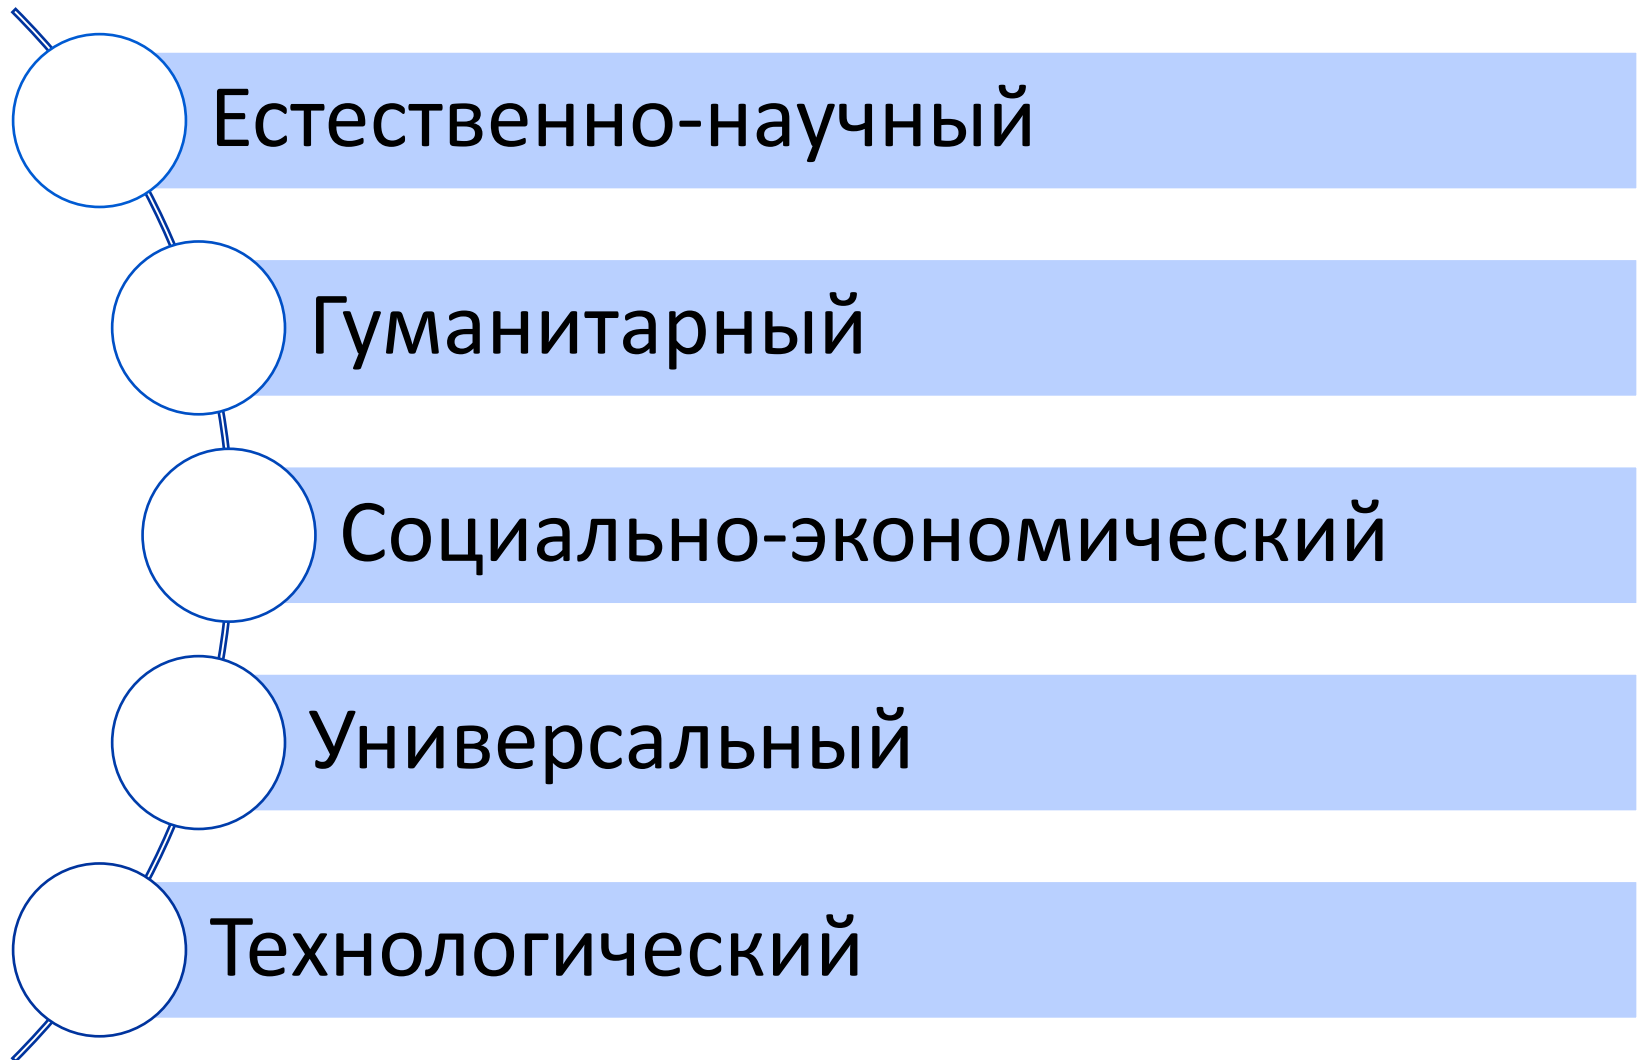 Естественно-научный
Гуманитарный
Социально-экономический
Универсальный
Технологический